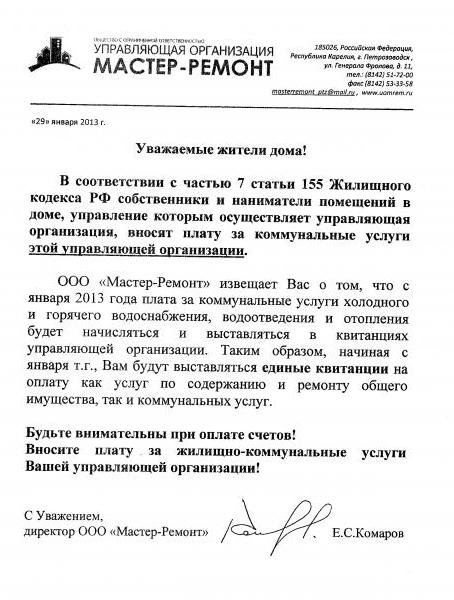 ОБЩЕСТВО С ОГРАНИЧЕННОЙ ОТВЕТСТВЕННОСТЬЮ
УПРАВЛЯЮЩАЯ ОРГАНИЗАЦИЯ
МАСТЕР-РЕМОНТ
185026, Российская Федерация,
Республика Карелия, г. Петрозаводск,
ул. Генерала Фролова, д. 11,
тел.: (8142) 51-72-00
факс (8142) 53-33-58
masterremont_ptz@mail.ru , www.uomrem.ru
«29» января 2013 г.
Уважаемые жители дома!
В соответствии с частью 7 статьи 155 Жилищного
кодекса РФ собственники и наниматели помещений в
доме, управление которым осуществляет управляющая
организация, вносят плату за коммунальные услуги
этой управляющей организации.
ООО «Мастер-Ремонт» извещает Вас о том, что с
января 2013 года плата за коммунальные услуги холодного
и горячего водоснабжения, водоотведения и отопления
будет начисляться и выставляться в квитанциях
управляющей организации. Таким образом, начиная с
января т.г., Вам будут выставляться единые квитанции на
оплату как услуг по содержанию и ремонту общего
имущества, так и коммунальных услуг.
Будьте внимательны при оплате счетов!
Вносите плату за жилищно-коммунальные услуги
Вашей управляющей организации!
С Уважением,
директор ООО «Мастер-Ремонт»
Е.С.Комаров